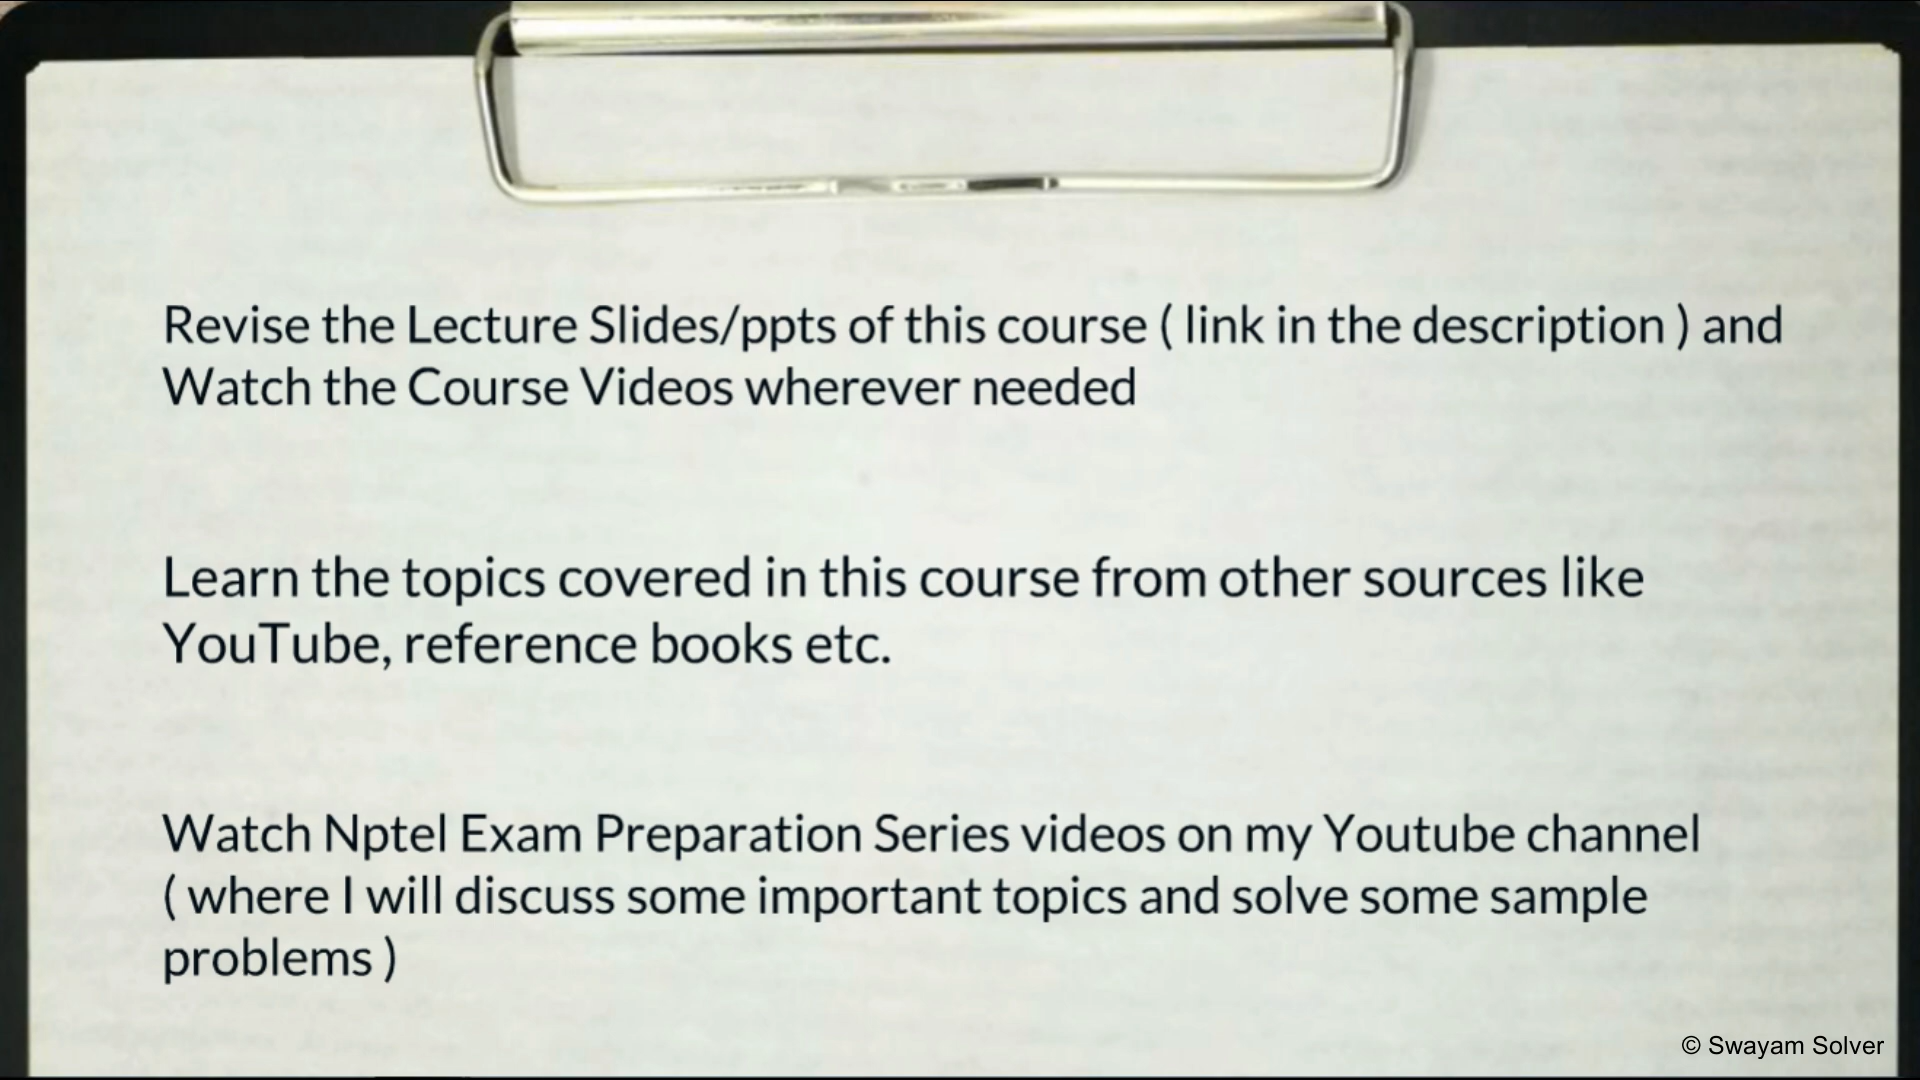 Revise the Lecture Slides/ppts of this course ( link in the description ) and
Watch the Course Videos wherever needed
Learn the topics covered in this course from other sources like
YouTube, reference books etc.
Watch Nptel Exam Preparation Series videos on my Youtube channel
( where I will discuss some important topics and solve some sample
problems )
© Swayam Solver